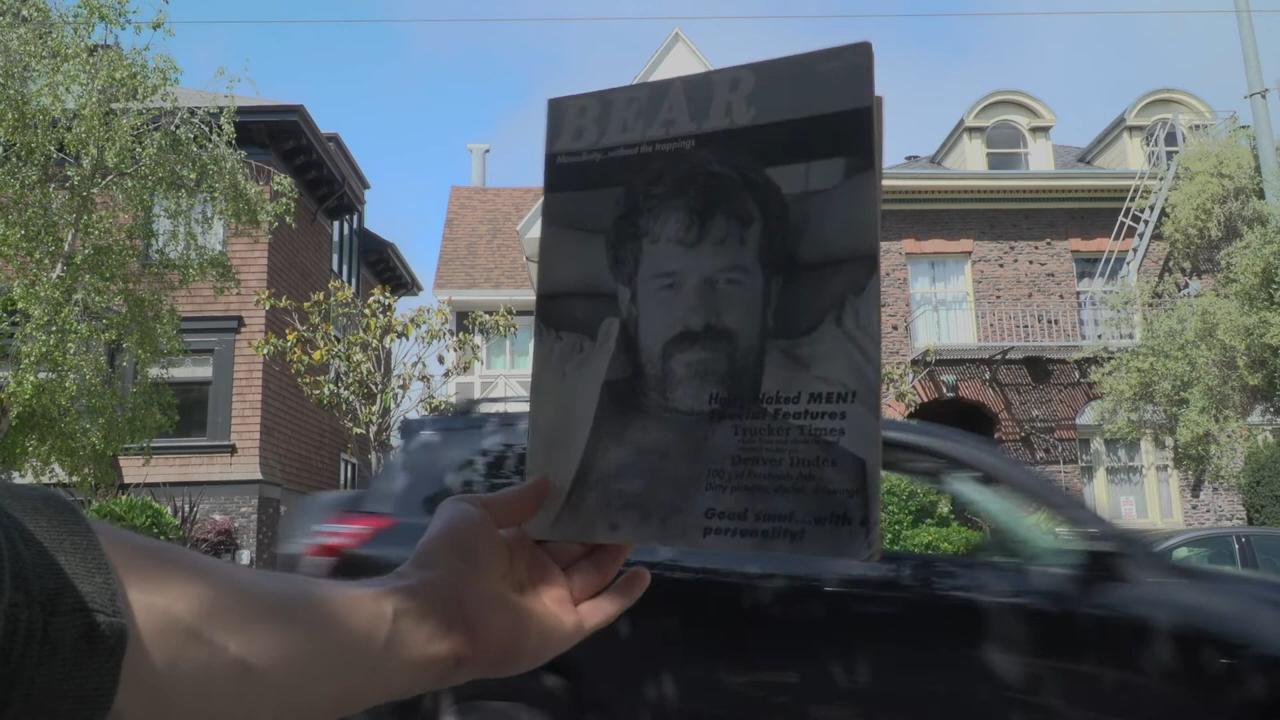 BEAR
Masculinity...without the trappings
Hairy Naked MEN!
Special Features
Trucker Times
Denver Dudes
Good smut...with
personality!